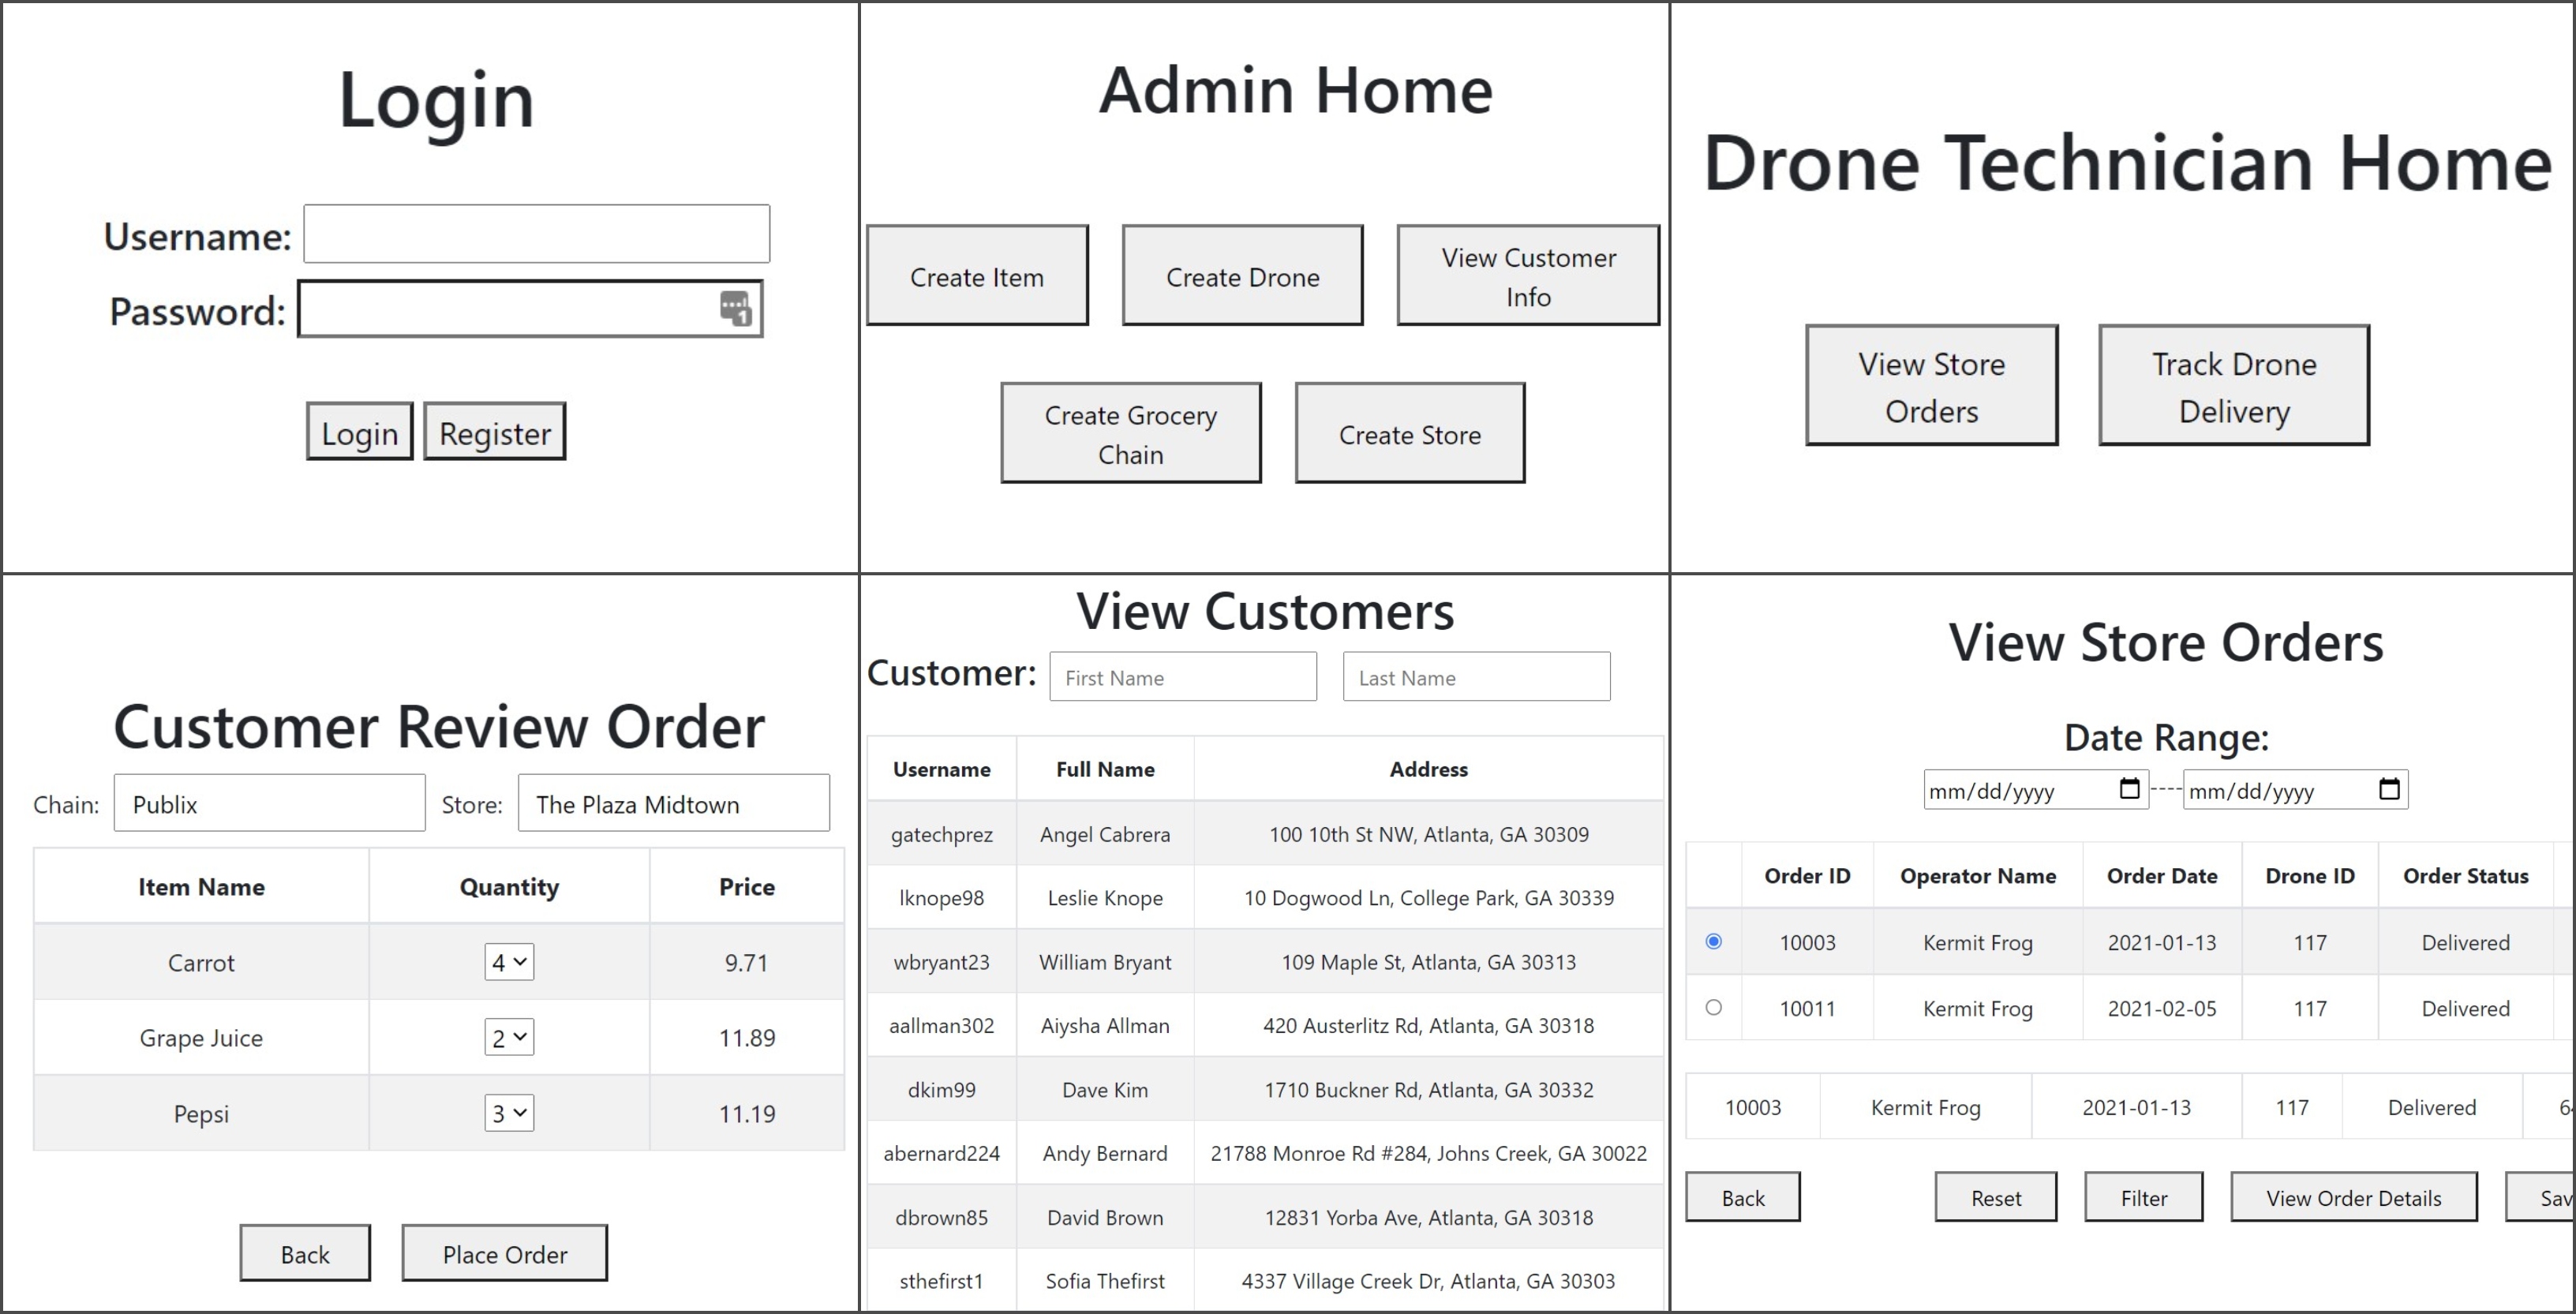 Login
Username:
Password:
1
Login Register
Admin Home
Create Item Create Drone View Customer
Info
Create Grocery
Chain
Create Store
Drone Technician Home
View Store
Orders
Track Drone
Delivery
Customer Review Order
Chain: Publix Store: The Plaza Midtown
Item Name Quantity Price
Carrot 4 9.71
Grape Juice 2 11.89
Pepsi 3 11.19
Back Place Order
View Customers
Customer: First Name Last Name
Username Full Name Address
gatechprez Angel Cabrera 100 10th St NW, Atlanta, GA 30309
lknope98 Leslie Knope 10 Dogwood Ln, College Park, GA 30339
wbryant23 William Bryant 109 Maple St, Atlanta, GA 30313
aallman302 Aiysha Allman 420 Austerlitz Rd, Atlanta, GA 30318
dkim99 Dave Kim 1710 Buckner Rd, Atlanta, GA 30332
abernard224 Andy Bernard 21788 Monroe Rd #284, Johns Creek, GA 30022
dbrown85 David Brown 12831 Yorba Ave, Atlanta, GA 30318
sthefirst1 Sofia Thefirst 4337 Village Creek Dr, Atlanta, GA 30303
View Store Orders
Date Range:
mm/dd/yyyy ---- mm/dd/yyyy
Order ID Operator Name Order Date Drone ID Order Status
10003 Kermit Frog 2021-01-13 117 Delivered
10011 Kermit Frog 2021-02-05 117 Delivered
10003 Kermit Frog 2021-01-13 117 Delivered
Back Reset Filter View Order Details